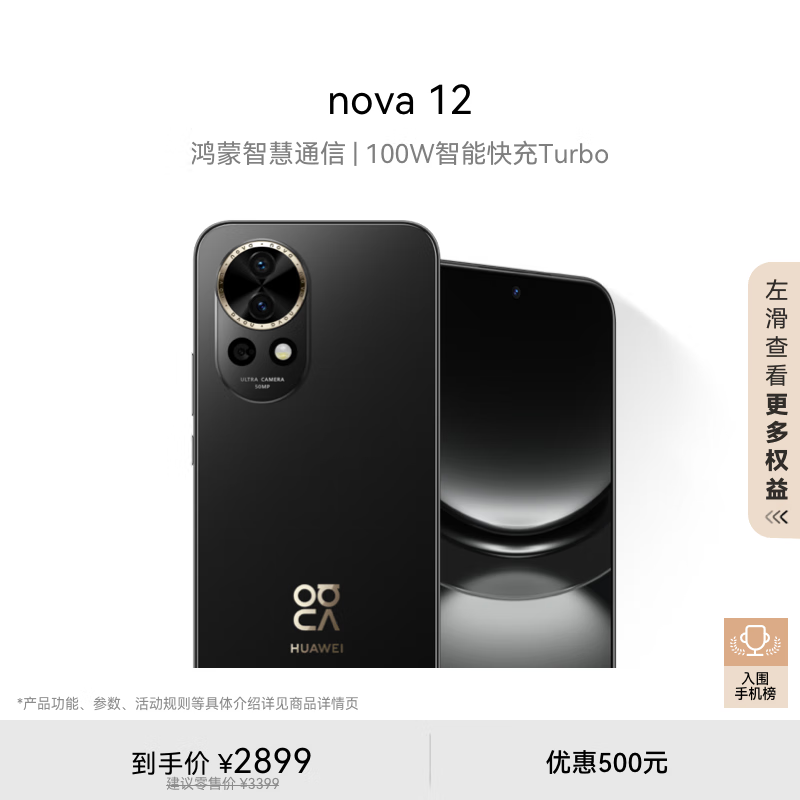 nova 12
鸿蒙智慧通信 | 100W智能快充Turbo
ULTRA CAMERA
50MP
HUAWEI
左滑查看更多权益
入围
手机榜
*产品功能、参数、活动规则等具体介绍详见商品详情页
到手价 ¥2899
建议零售价 ¥3399
优惠500元